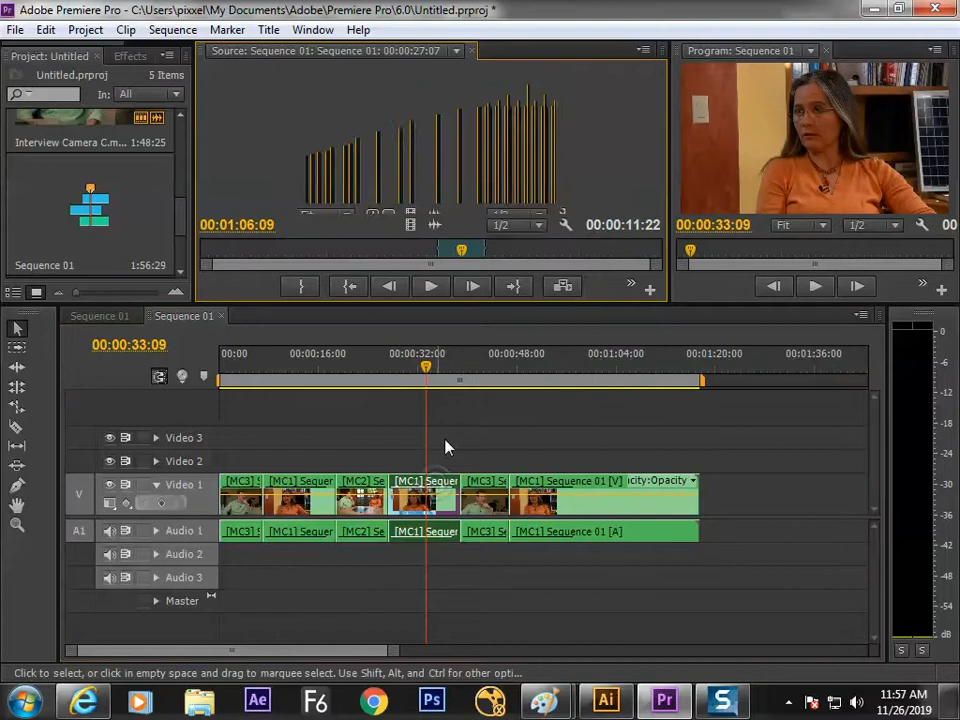 Adobe Premiere Pro - C:\Users\pixxel\My Documents\Adobe\Premiere Pro\6.0\Untitled.prproj *
File Edit Project Clip Sequence Marker Title Window Help
Project: Untitled Effects
Untitled.prproj 5 Items
In: All
Interview Camera C.m... 1:48:25
Sequence 01 1:56:29
Source: Sequence 01: Sequence 01: 00:00:27:07
00:01:06:09 1/2 00:00:11:22
Program: Sequence 01
00:00:33:09 Fit 1/2 00
Sequence 01 Sequence 01
00:00:33:09
00:00 00:00:16:00 00:00:32:00 00:00:48:00 00:01:04:00 00:01:20:00 00:01:36:00
Video 3
Video 2
V Video 1 [MC3] S [MC1] Sequer [MC2] Se [MC1] Sequer [MC3] Se [MC1] Sequence 01 [V] icity:Opacity
A1 Audio 1 [MC3] S [MC1] Sequer [MC2] Se [MC1] Sequer [MC3] Se [MC1] Sequence 01 [A]
Audio 2
Audio 3
Master
0
-6
-12
-18
-24
-30
-36
-42
-48
-54
dB
S S
Click to select, or click in empty space and drag to marquee select. Use Shift, Alt, and Ctrl for other opti...
Ae F6 Ps Ai Pr S
11:57 AM
11/26/2019